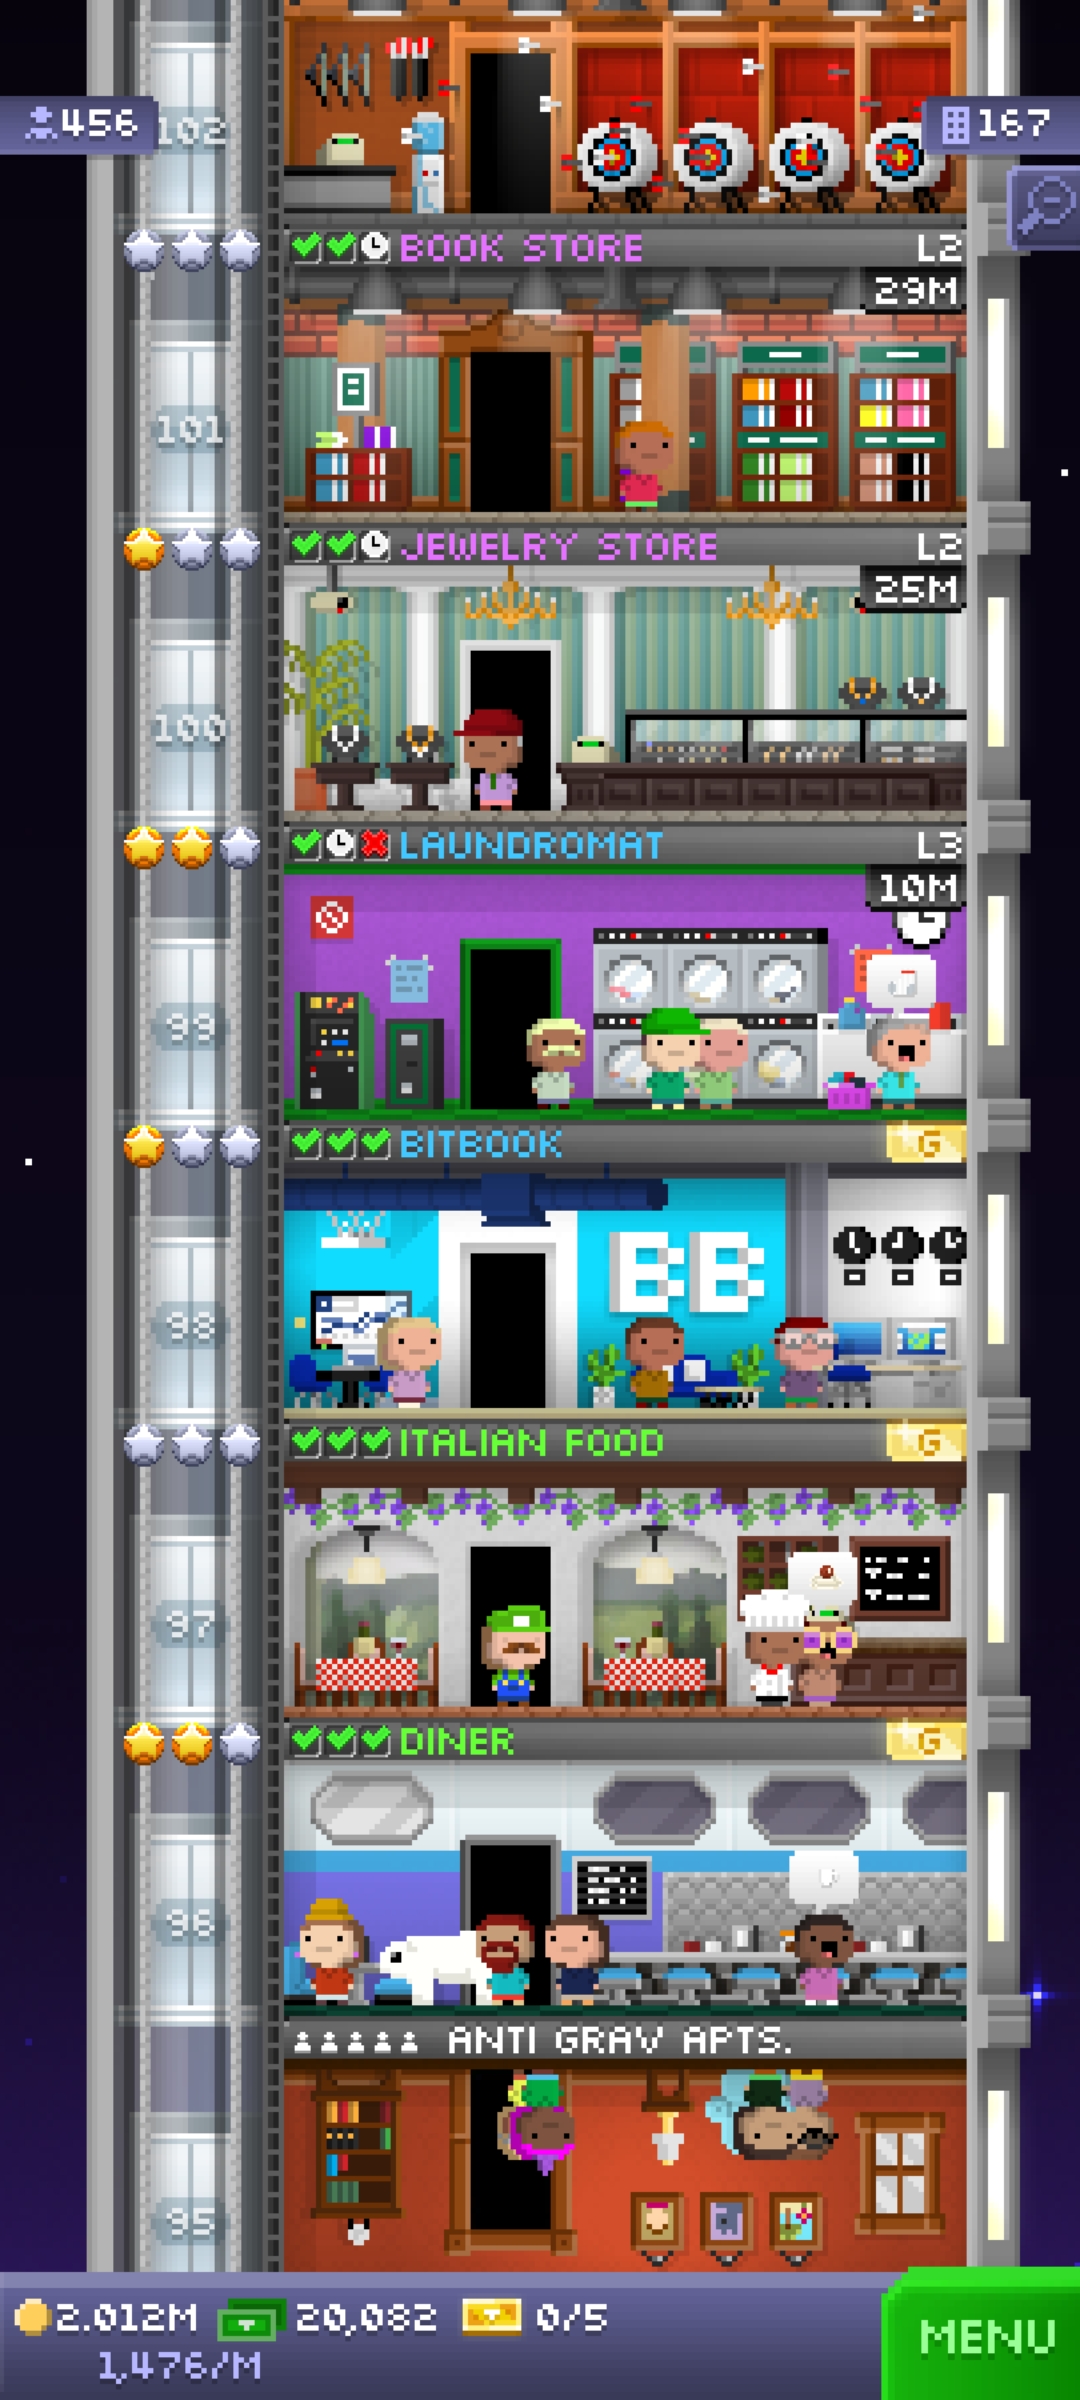 456
102
167
BOOK STORE L2
29M
101
JEWELRY STORE L2
25M
100
LAUNDROMAT L3
10M
99
BITBOOK G
BB
98
ITALIAN FOOD G
97
DINER G
96
ANTI GRAV APTS.
95
2.012M 20,082 0/5
1,476/M
MENU